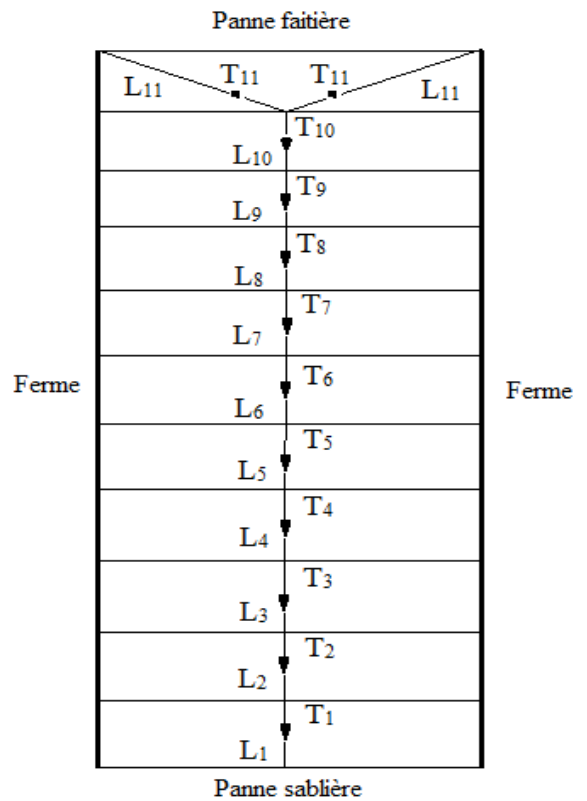 Panne faitière
T11 T11
L11 L11
T10
L10
T9
L9
T8
L8
T7
L7
Ferme T6 Ferme
L6
T5
L5
T4
L4
T3
L3
T2
L2
T1
L1
Panne sablière